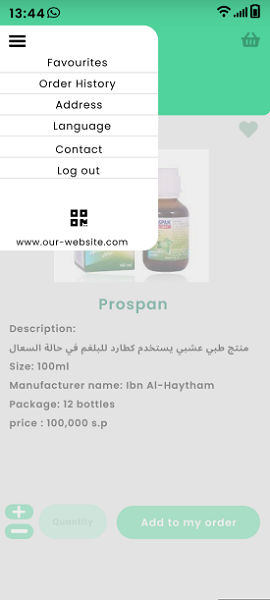 13:44
Favourites
Order History
Address
Language
Contact
Log out
www.our-website.com
Prospan
Description:
منتج طبي عشبي يستخدم كطارد للبلغم في حالة السعال
Size: 100ml
Manufacturer name: Ibn Al-Haytham
Package: 12 bottles
price : 100,000 s.p
Quantity
Add to my order